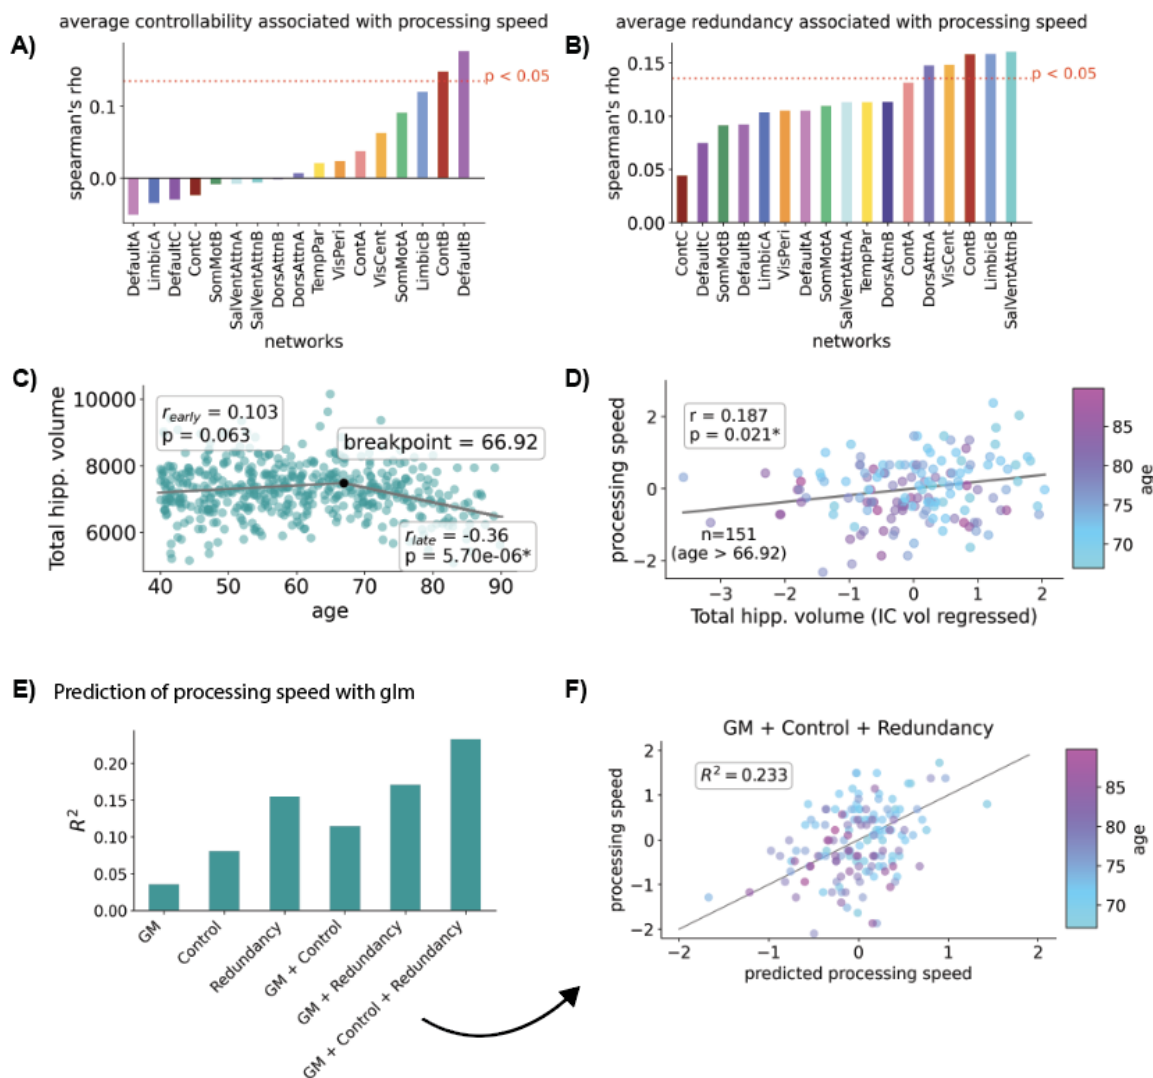 average controllability associated with processing speed
A)
spearman's rho
0.1
0.0
p < 0.05
DefaultA
LimbicA
DefaultC
ContC
SomMotB
SalVentAttnA
SalVentAttnB
DorsAttnB
DorsAttnA
TempPar
VisPeri
ContA
VisCent
SomMotA
LimbicB
ContB
DefaultB
networks
average redundancy associated with processing speed
B)
spearman's rho
0.15
0.10
0.05
0.00
p < 0.05
ContC
DefaultC
SomMotB
DefaultB
LimbicA
VisPeri
DefaultA
SomMotA
SalVentAttnA
TempPar
DorsAttnB
ContA
DorsAttnA
VisCent
ContB
LimbicB
SalVentAttnB
networks
C)
Total hipp. volume
10000
8000
6000
r_early = 0.103
p = 0.063
breakpoint = 66.92
r_late = -0.36
p = 5.70e-06*
40 50 60 70 80 90
age
D)
processing speed
2
0
−2
r = 0.187
p = 0.021*
n=151
(age > 66.92)
−3 −2 −1 0 1 2
Total hipp. volume (IC vol regressed)
85
80
75
70
age
E) Prediction of processing speed with glm
R²
0.20
0.15
0.10
0.05
0.00
GM
Control
Redundancy
GM + Control
GM + Redundancy
GM + Control + Redundancy
F)
GM + Control + Redundancy
processing speed
2
1
0
−1
−2
R² = 0.233
−2 −1 0 1 2
predicted processing speed
85
80
75
70
age